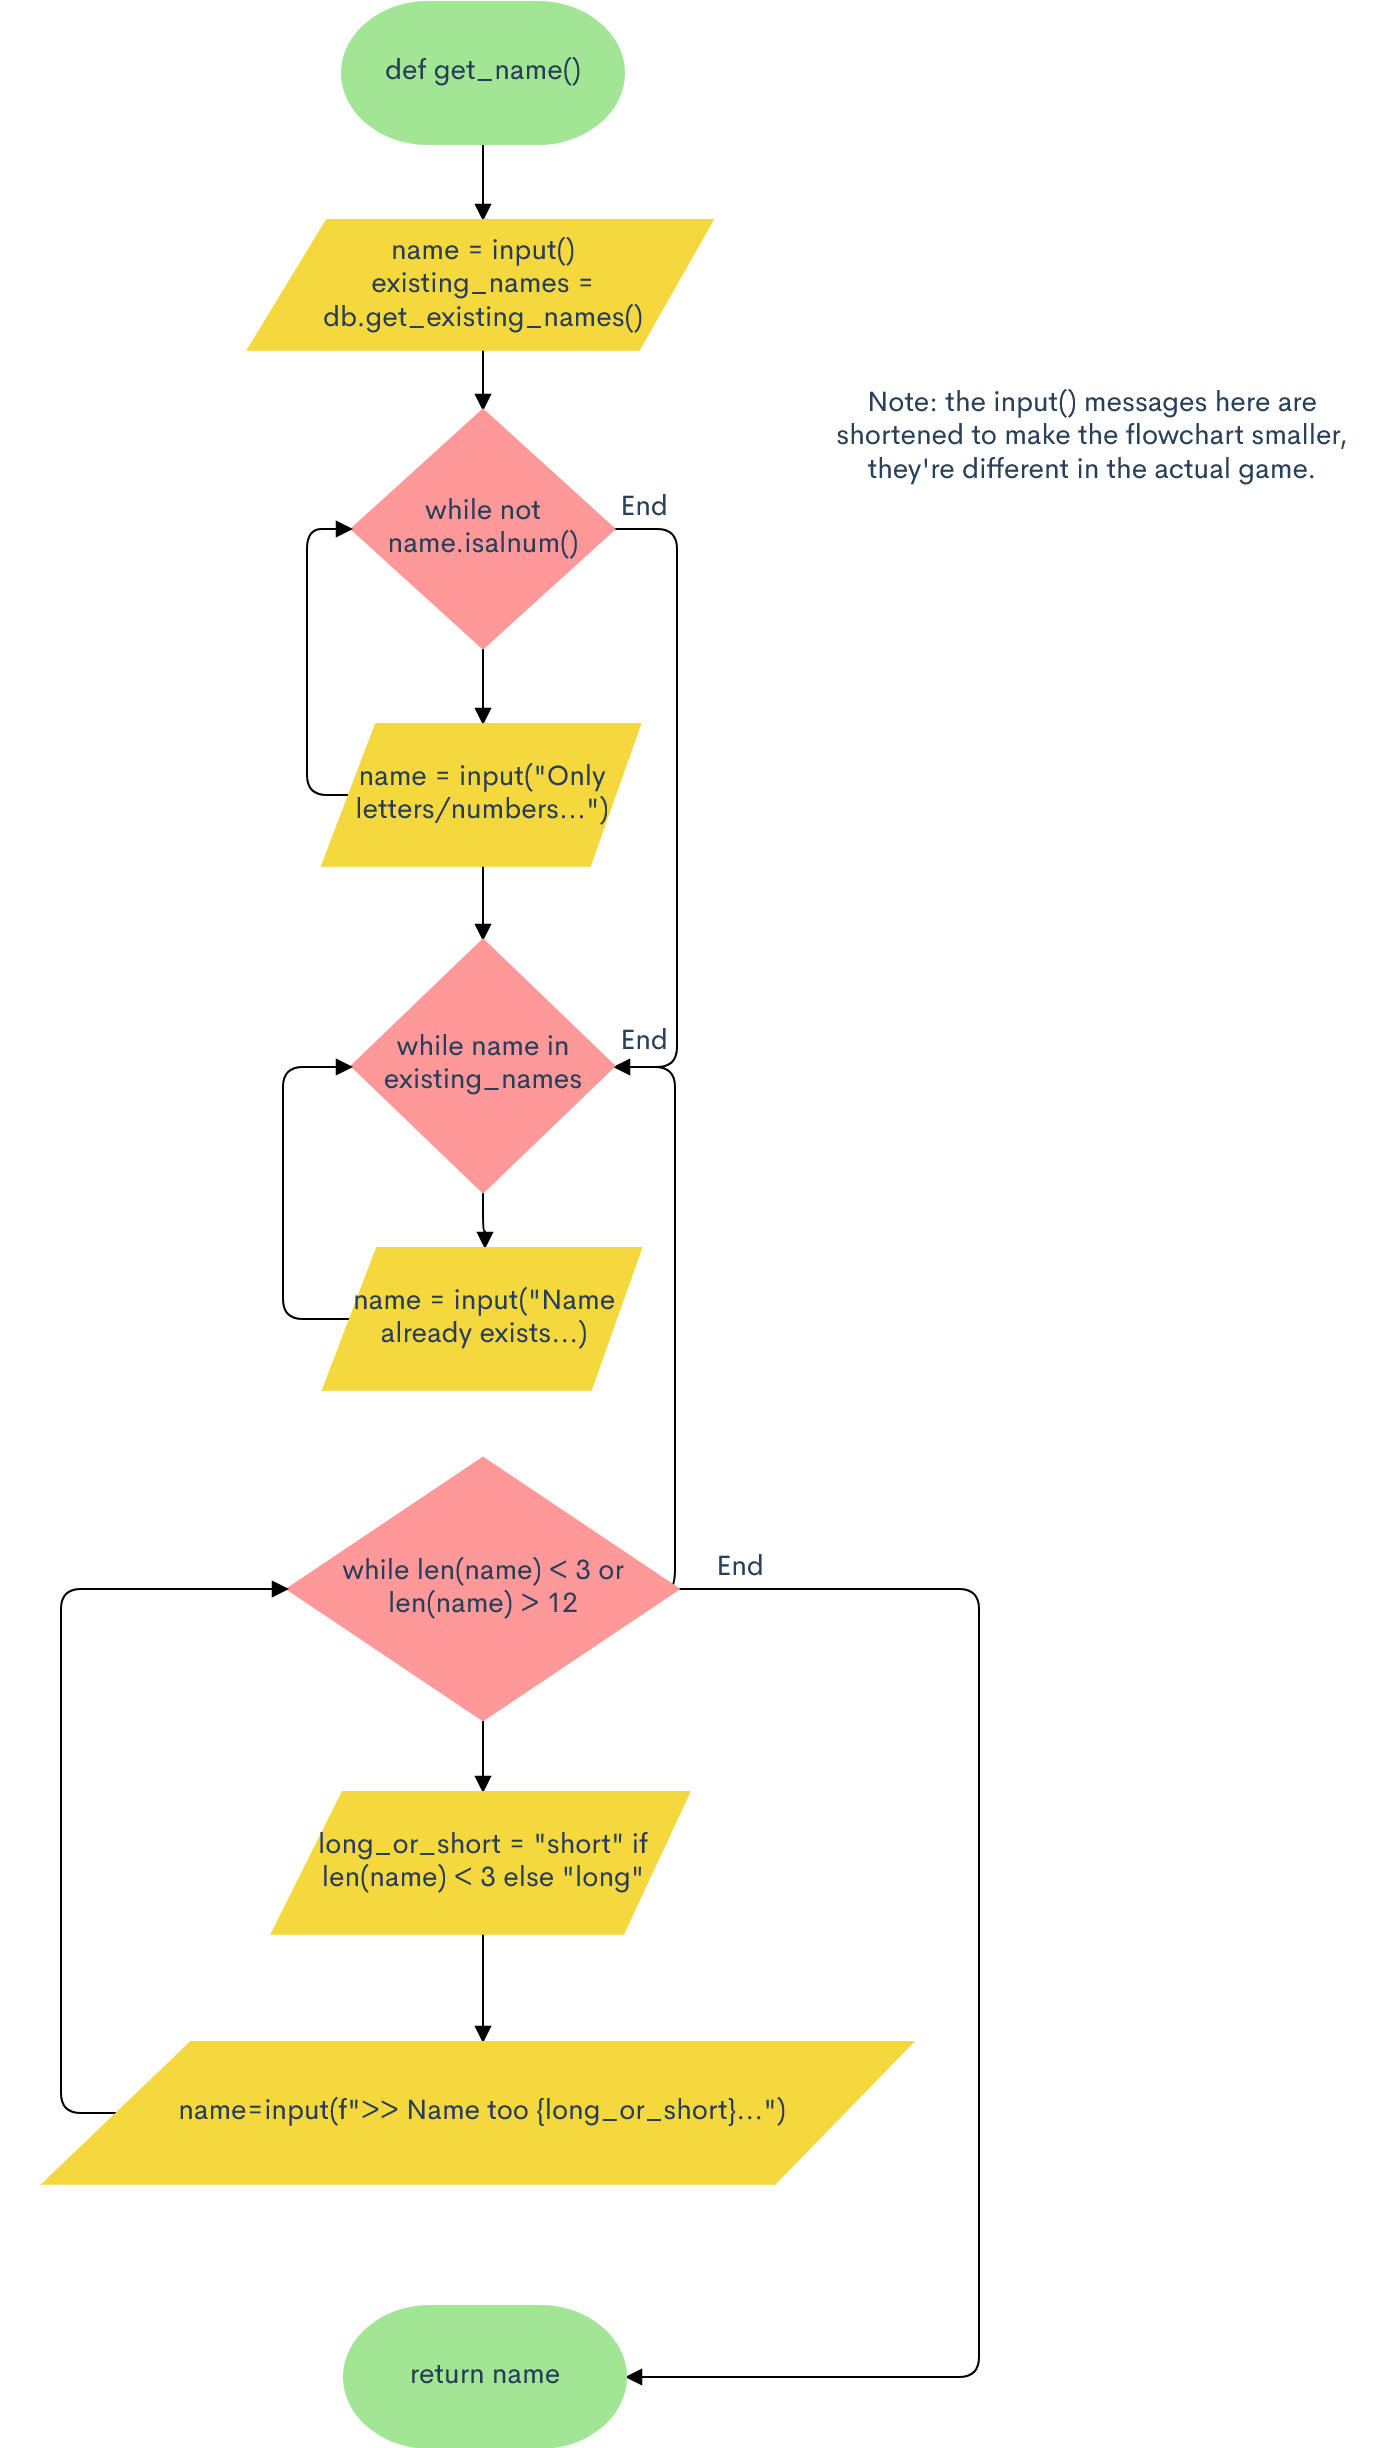 def get_name()
name = input()
existing_names =
db.get_existing_names()
Note: the input() messages here are
shortened to make the flowchart smaller,
they're different in the actual game.
while not
name.isalnum()
End
name = input("Only
letters/numbers...")
while name in
existing_names
End
name = input("Name
already exists...)
while len(name) < 3 or
len(name) > 12
End
long_or_short = "short" if
len(name) < 3 else "long"
name=input(f">> Name too {long_or_short}...")
return name